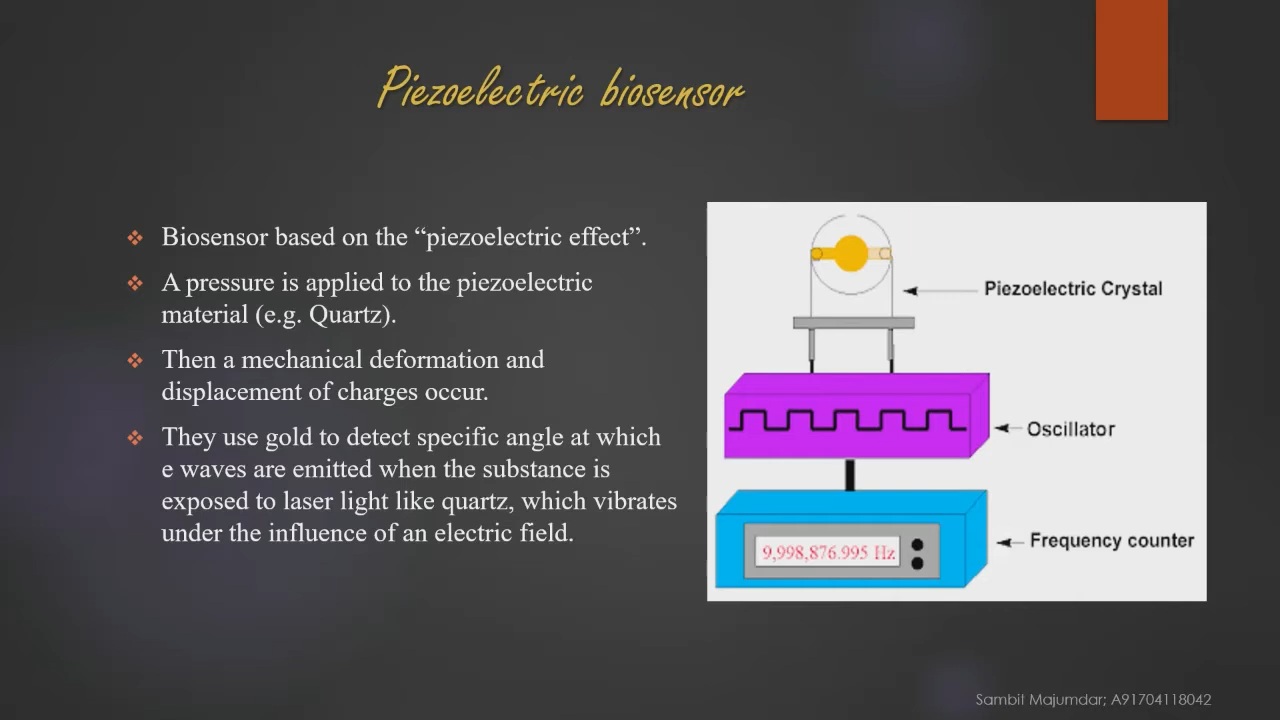 Piezoelectric biosensor
❖ Biosensor based on the “piezoelectric effect”.
❖ A pressure is applied to the piezoelectric
material (e.g. Quartz).
❖ Then a mechanical deformation and
displacement of charges occur.
❖ They use gold to detect specific angle at which
e waves are emitted when the substance is
exposed to laser light like quartz, which vibrates
under the influence of an electric field.
Piezoelectric Crystal
Oscillator
Frequency counter
9,998,876.995 Hz
Sambit Majumdar; A91704118042